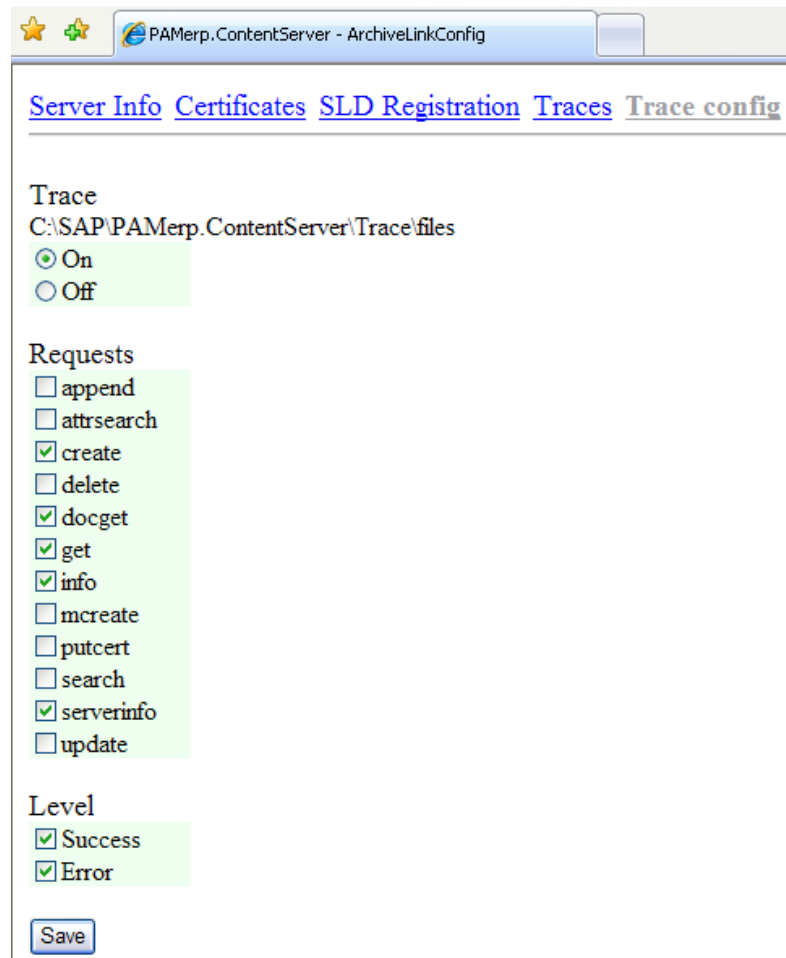 PAMerp.ContentServer - ArchiveLinkConfig
Server Info Certificates SLD Registration Traces Trace config
Trace
C:\SAP\PAMerp.ContentServer\Trace\files
On
Off
Requests
append
attrsearch
create
delete
docget
get
info
mcreate
putcert
search
serverinfo
update
Level
Success
Error
Save